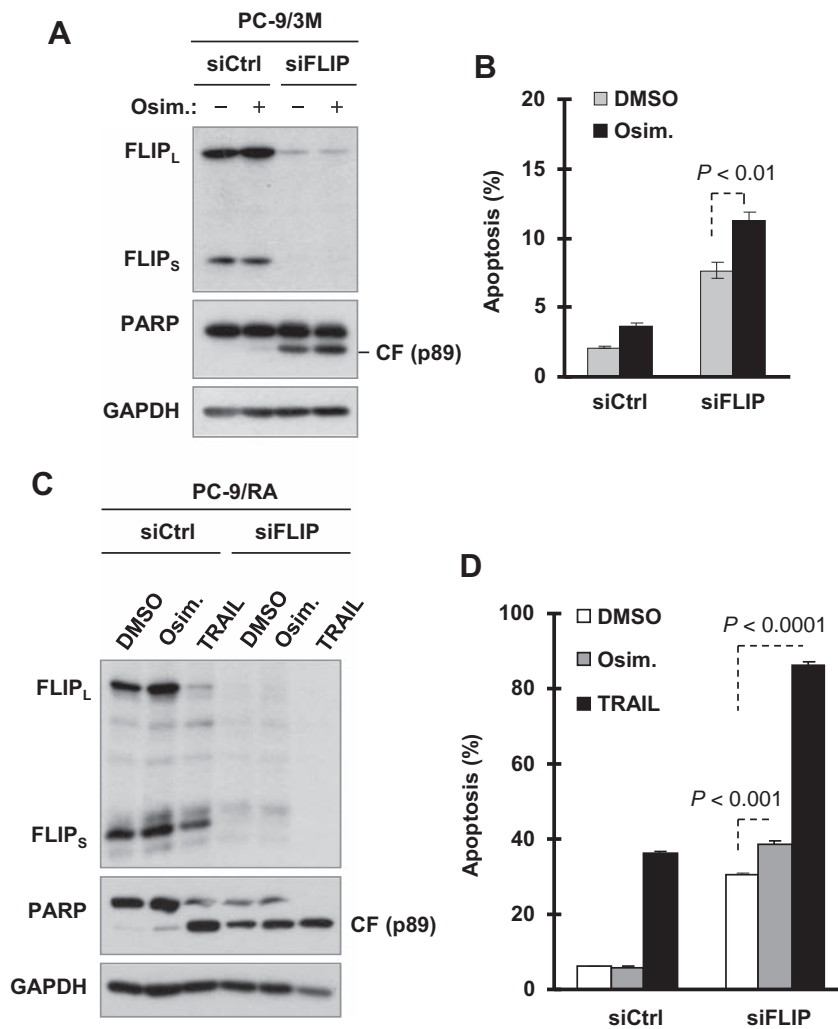 A
PC-9/3M
siCtrl siFLIP
Osim.: – + – +
FLIPL
FLIPS
PARP
CF (p89)
GAPDH
B
20
15
10
5
0
Apoptosis (%)
DMSO
Osim.
P < 0.01
siCtrl siFLIP
C
PC-9/RA
siCtrl siFLIP
DMSO Osim. TRAIL DMSO Osim. TRAIL
FLIPL
FLIPS
PARP
CF (p89)
GAPDH
D
100
80
60
40
20
0
Apoptosis (%)
DMSO
Osim.
TRAIL
P < 0.0001
P < 0.001
siCtrl siFLIP